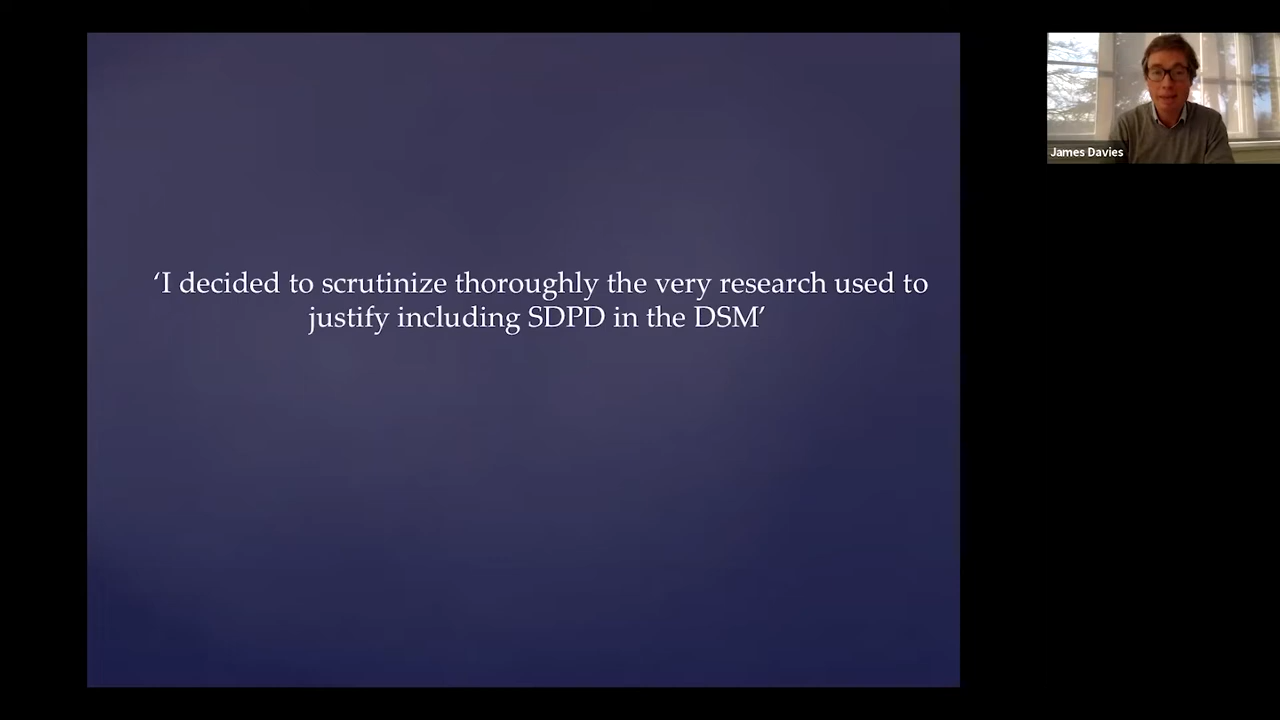 ‘I decided to scrutinize thoroughly the very research used to
justify including SDPD in the DSM’
James Davies